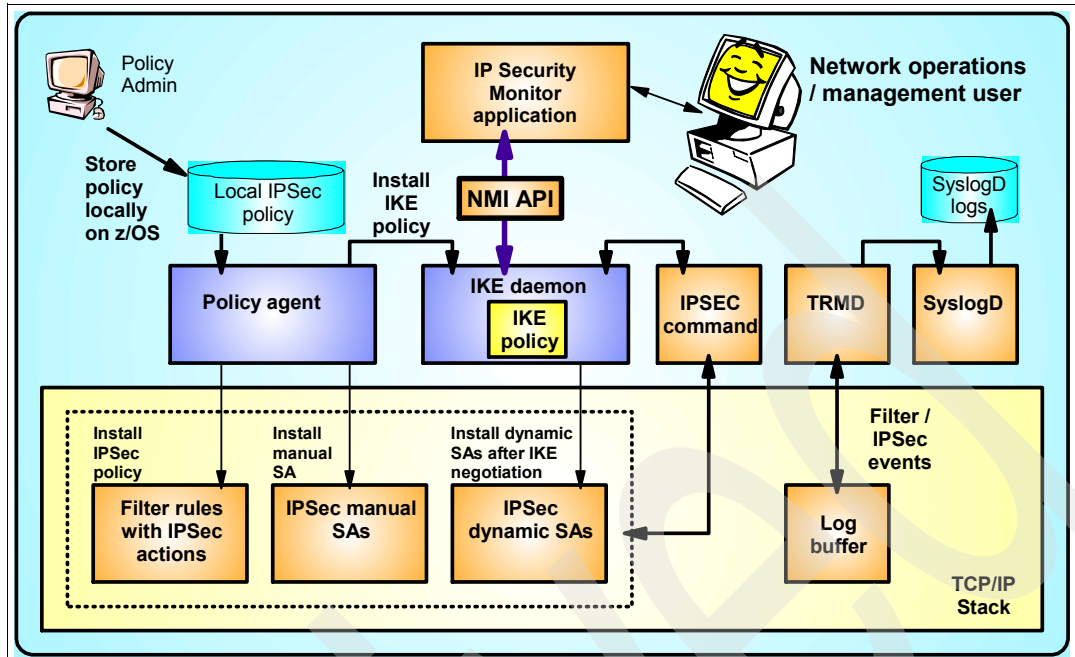 Policy
Admin
IP Security
Monitor
application
Network operations
/ management user
Store
policy
locally
on z/OS
Local IPSec
policy
Install
IKE
policy
NMI API
SyslogD
logs
Policy agent
IKE daemon
IKE
policy
IPSEC
command
TRMD
SyslogD
Install
IPSec
policy
Install
manual
SA
Install dynamic
SAs after IKE
negotiation
Filter /
IPSec
events
Filter rules
with IPSec
actions
IPSec manual
SAs
IPSec
dynamic SAs
Log
buffer
TCP/IP
Stack